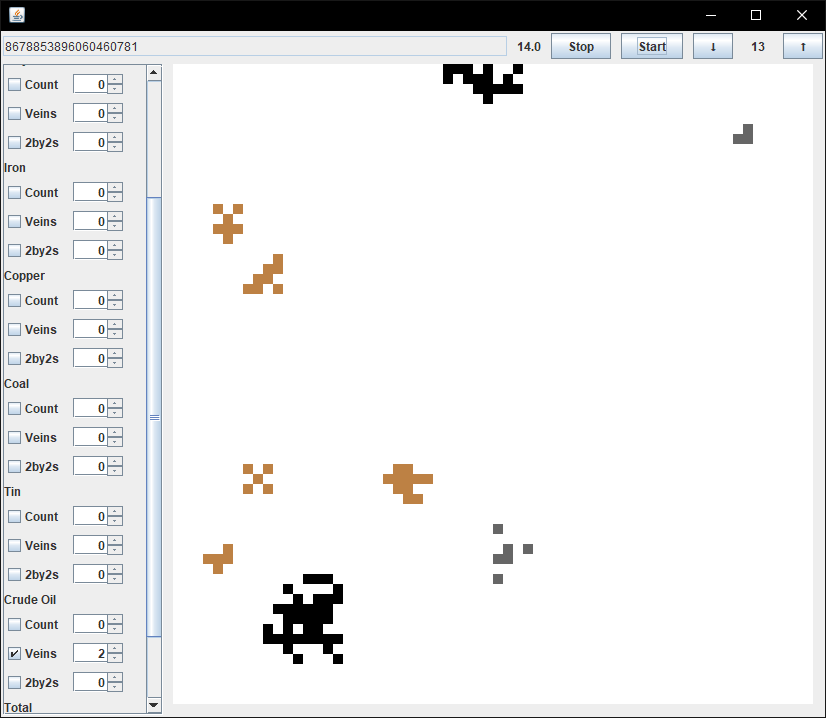 8678853896060460781 14.0 Stop Start ↓ 13 ↑
Count 0
Veins 0
2by2s 0
Iron
Count 0
Veins 0
2by2s 0
Copper
Count 0
Veins 0
2by2s 0
Coal
Count 0
Veins 0
2by2s 0
Tin
Count 0
Veins 0
2by2s 0
Crude Oil
Count 0
Veins 2
2by2s 0
Total